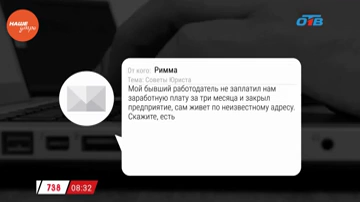 НАШЕ
утро
ОТВ
От кого: Римма
Тема: Советы Юриста
Мой бывший работодатель не заплатил нам
заработную плату за три месяца и закрыл
предприятие, сам живет по неизвестному адресу.
Скажите, есть
738 08:32